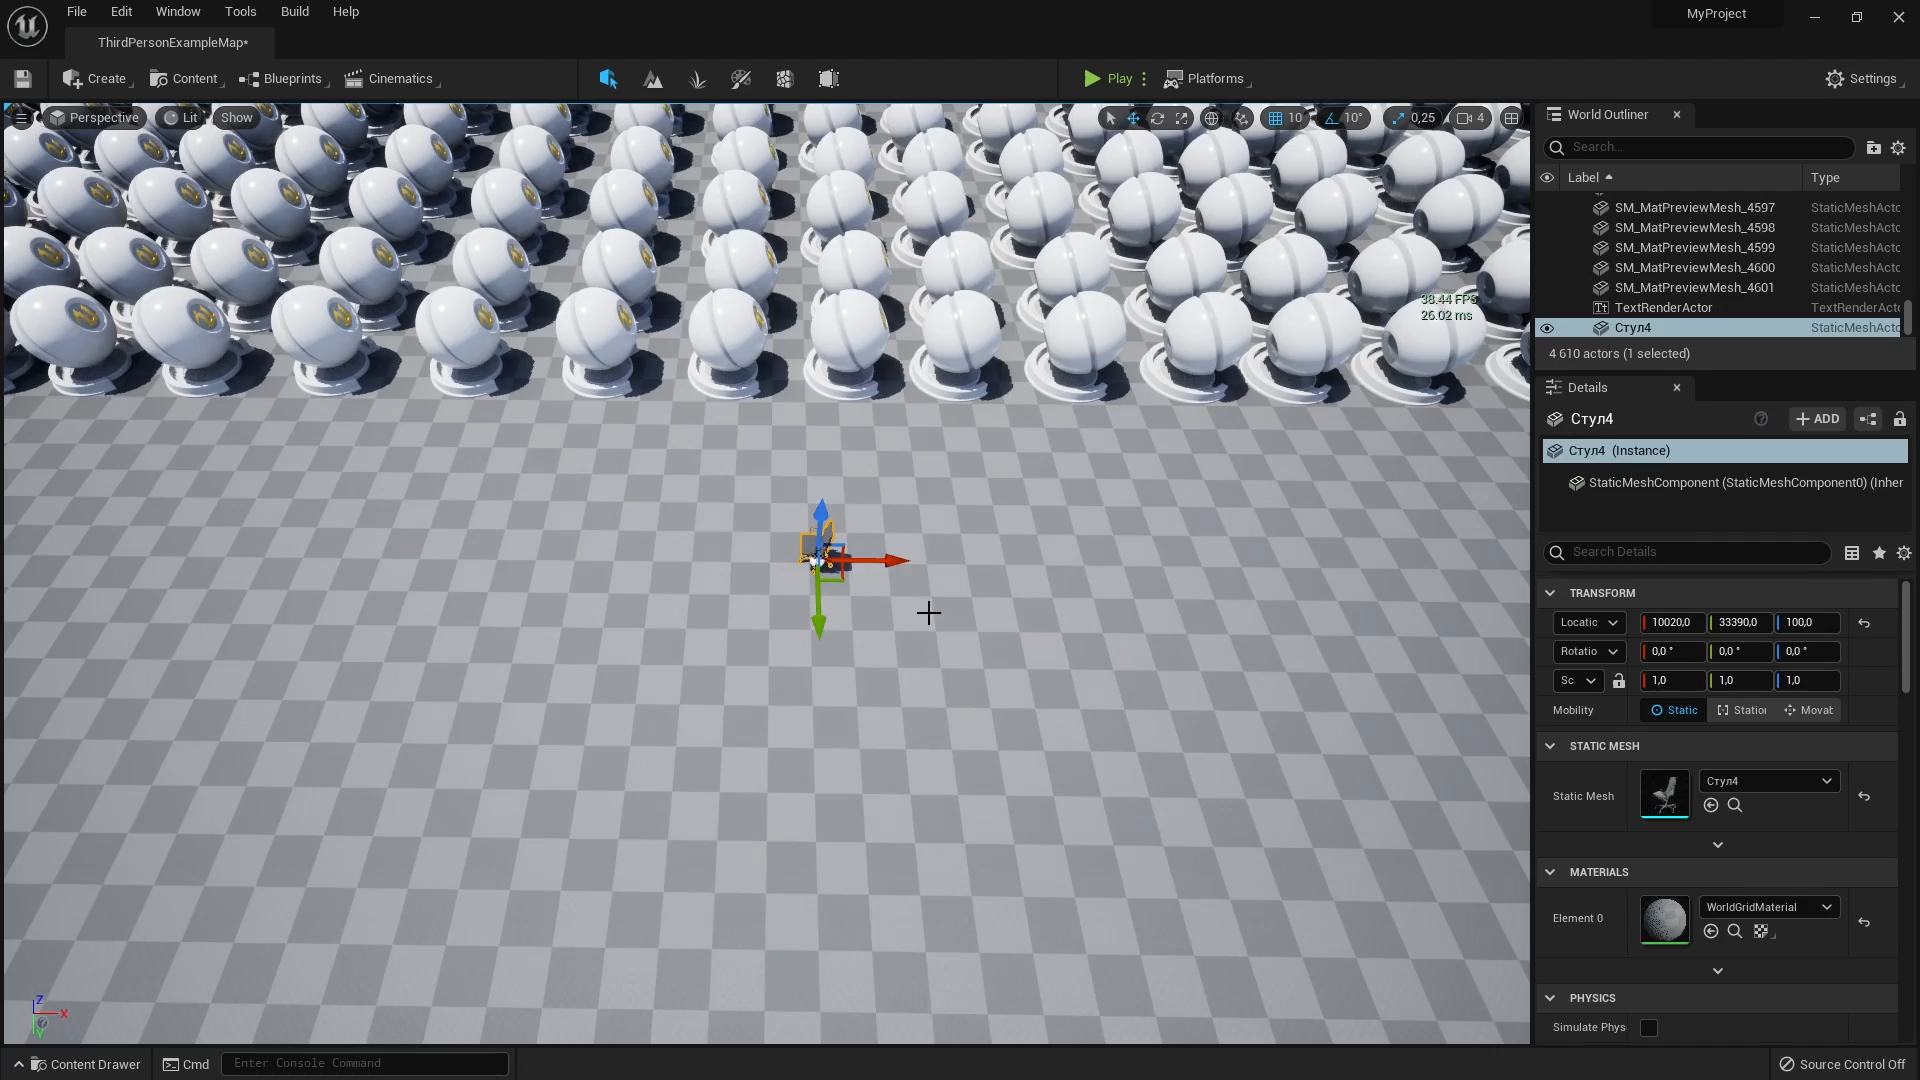 File Edit Window Tools Build Help
MyProject
ThirdPersonExampleMap*
Create Content Blueprints Cinematics Play Platforms Settings
Perspective Lit Show 10 10° 0,25 4
38.44 FPS
26.02 ms
World Outliner
Search...
Label Type
SM_MatPreviewMesh_4597 StaticMeshActo
SM_MatPreviewMesh_4598 StaticMeshActo
SM_MatPreviewMesh_4599 StaticMeshActo
SM_MatPreviewMesh_4600 StaticMeshActo
SM_MatPreviewMesh_4601 StaticMeshActo
TextRenderActor TextRenderActo
Стул4 StaticMeshActo
4 610 actors (1 selected)
Details
Стул4 + ADD
Стул4 (Instance)
StaticMeshComponent (StaticMeshComponent0) (Inher
Search Details
TRANSFORM
Locatic 10020,0 33390,0 100,0
Rotatio 0,0 ° 0,0 ° 0,0 °
Sc 1,0 1,0 1,0
Mobility Static Station Movab
STATIC MESH
Static Mesh Стул4
MATERIALS
Element 0 WorldGridMaterial
PHYSICS
Simulate Phys
Z
X
Y
Content Drawer Cmd Enter Console Command Source Control Off